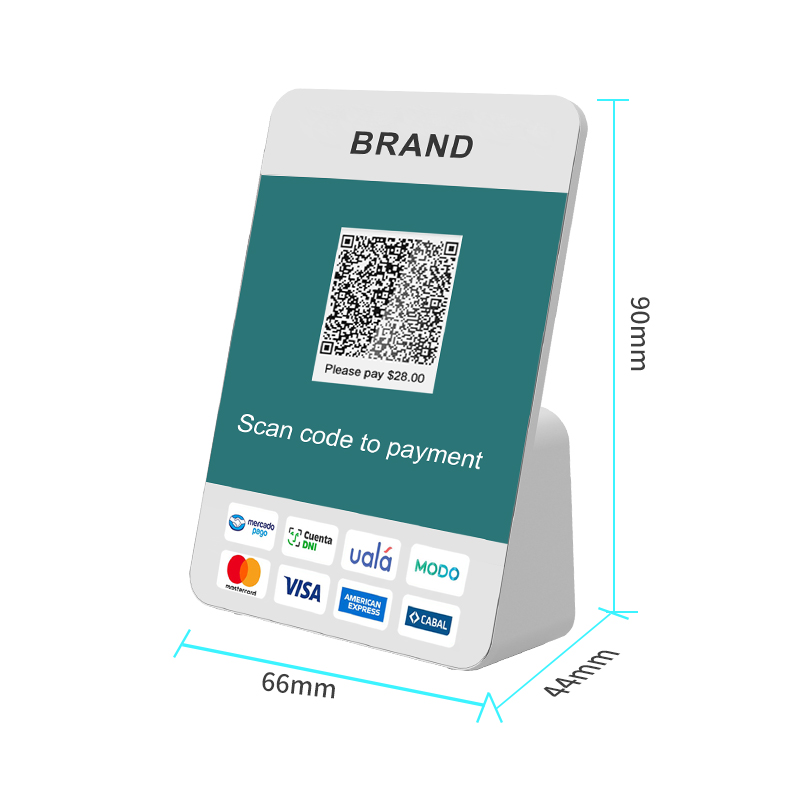 BRAND
Please pay $28.00
Scan code to payment
mercado
pago
Cuenta
DNI
ualá
MODO
mastercard
VISA
AMERICAN
EXPRESS
CABAL
90mm
66mm
44mm